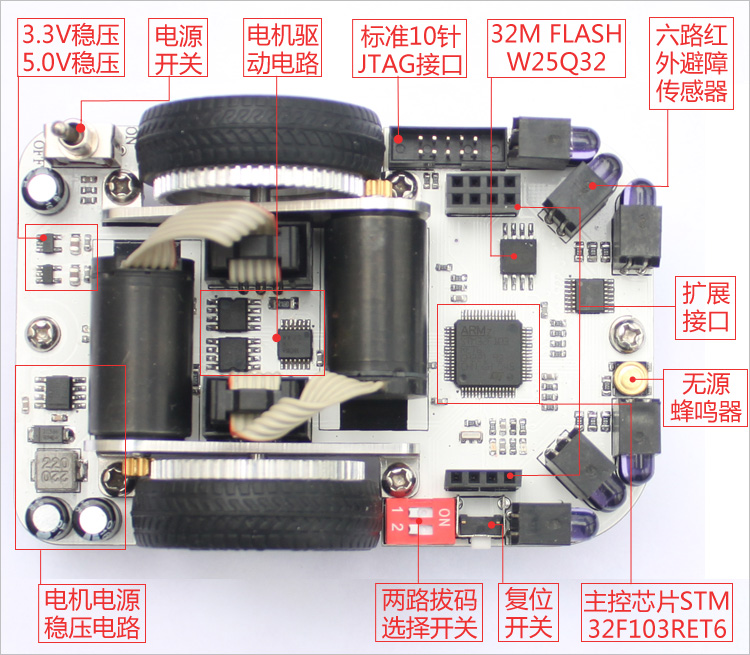 3.3V稳压
5.0V稳压
电源
开关
电机驱
动电路
标准10针
JTAG接口
32M FLASH
W25Q32
六路红
外避障
传感器
OFF
ON
扩展
接口
ARM
无源
蜂鸣器
220
ON
1
2
电机电源
稳压电路
两路拔码
选择开关
复位
开关
主控芯片STM
32F103RET6